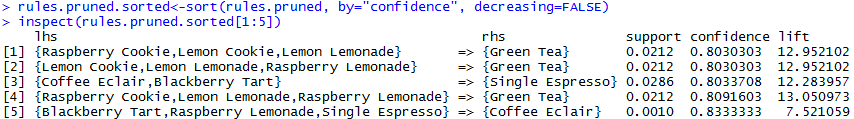 > rules.pruned.sorted<-sort(rules.pruned, by="confidence", decreasing=FALSE)
> inspect(rules.pruned.sorted[1:5])
lhs rhs support confidence lift
[1] {Raspberry Cookie,Lemon Cookie,Lemon Lemonade} => {Green Tea} 0.0212 0.8030303 12.952102
[2] {Lemon Cookie,Lemon Lemonade,Raspberry Lemonade} => {Green Tea} 0.0212 0.8030303 12.952102
[3] {Coffee Eclair,Blackberry Tart} => {Single Espresso} 0.0286 0.8033708 12.283957
[4] {Raspberry Cookie,Lemon Lemonade,Raspberry Lemonade} => {Green Tea} 0.0212 0.8091603 13.050973
[5] {Blackberry Tart,Raspberry Lemonade,Single Espresso} => {Coffee Eclair} 0.0010 0.8333333 7.521059